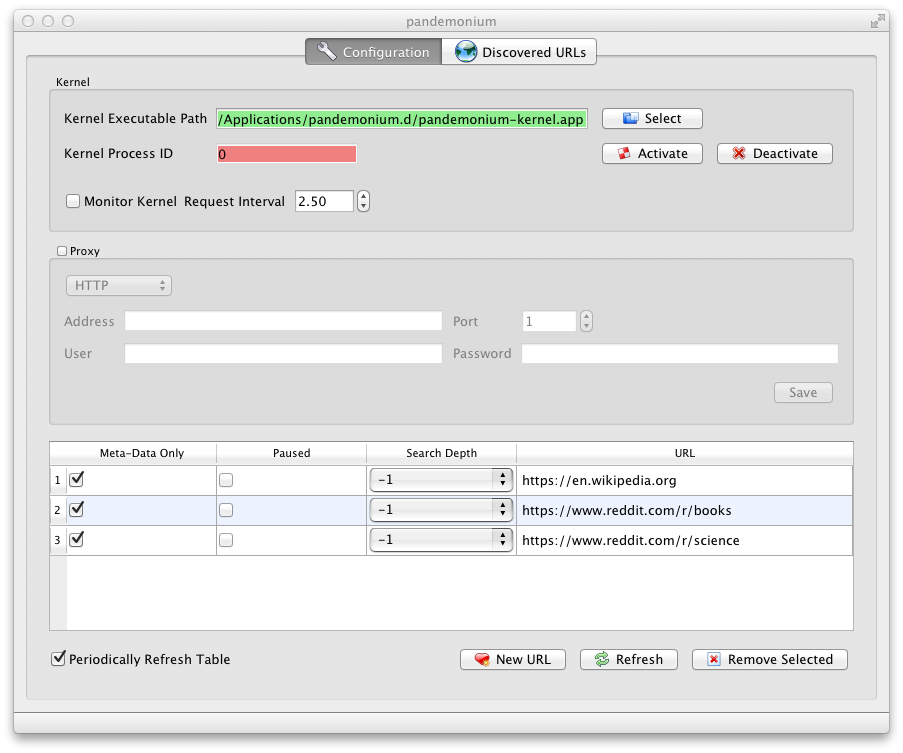 pandemonium
Configuration Discovered URLs
Kernel
Kernel Executable Path /Applications/pandemonium.d/pandemonium-kernel.app Select
Kernel Process ID 0 Activate Deactivate
Monitor Kernel Request Interval 2.50
Proxy
HTTP
Address Port 1
User Password
Save
Meta-Data Only Paused Search Depth URL
1 -1 https://en.wikipedia.org
2 -1 https://www.reddit.com/r/books
3 -1 https://www.reddit.com/r/science
Periodically Refresh Table New URL Refresh Remove Selected